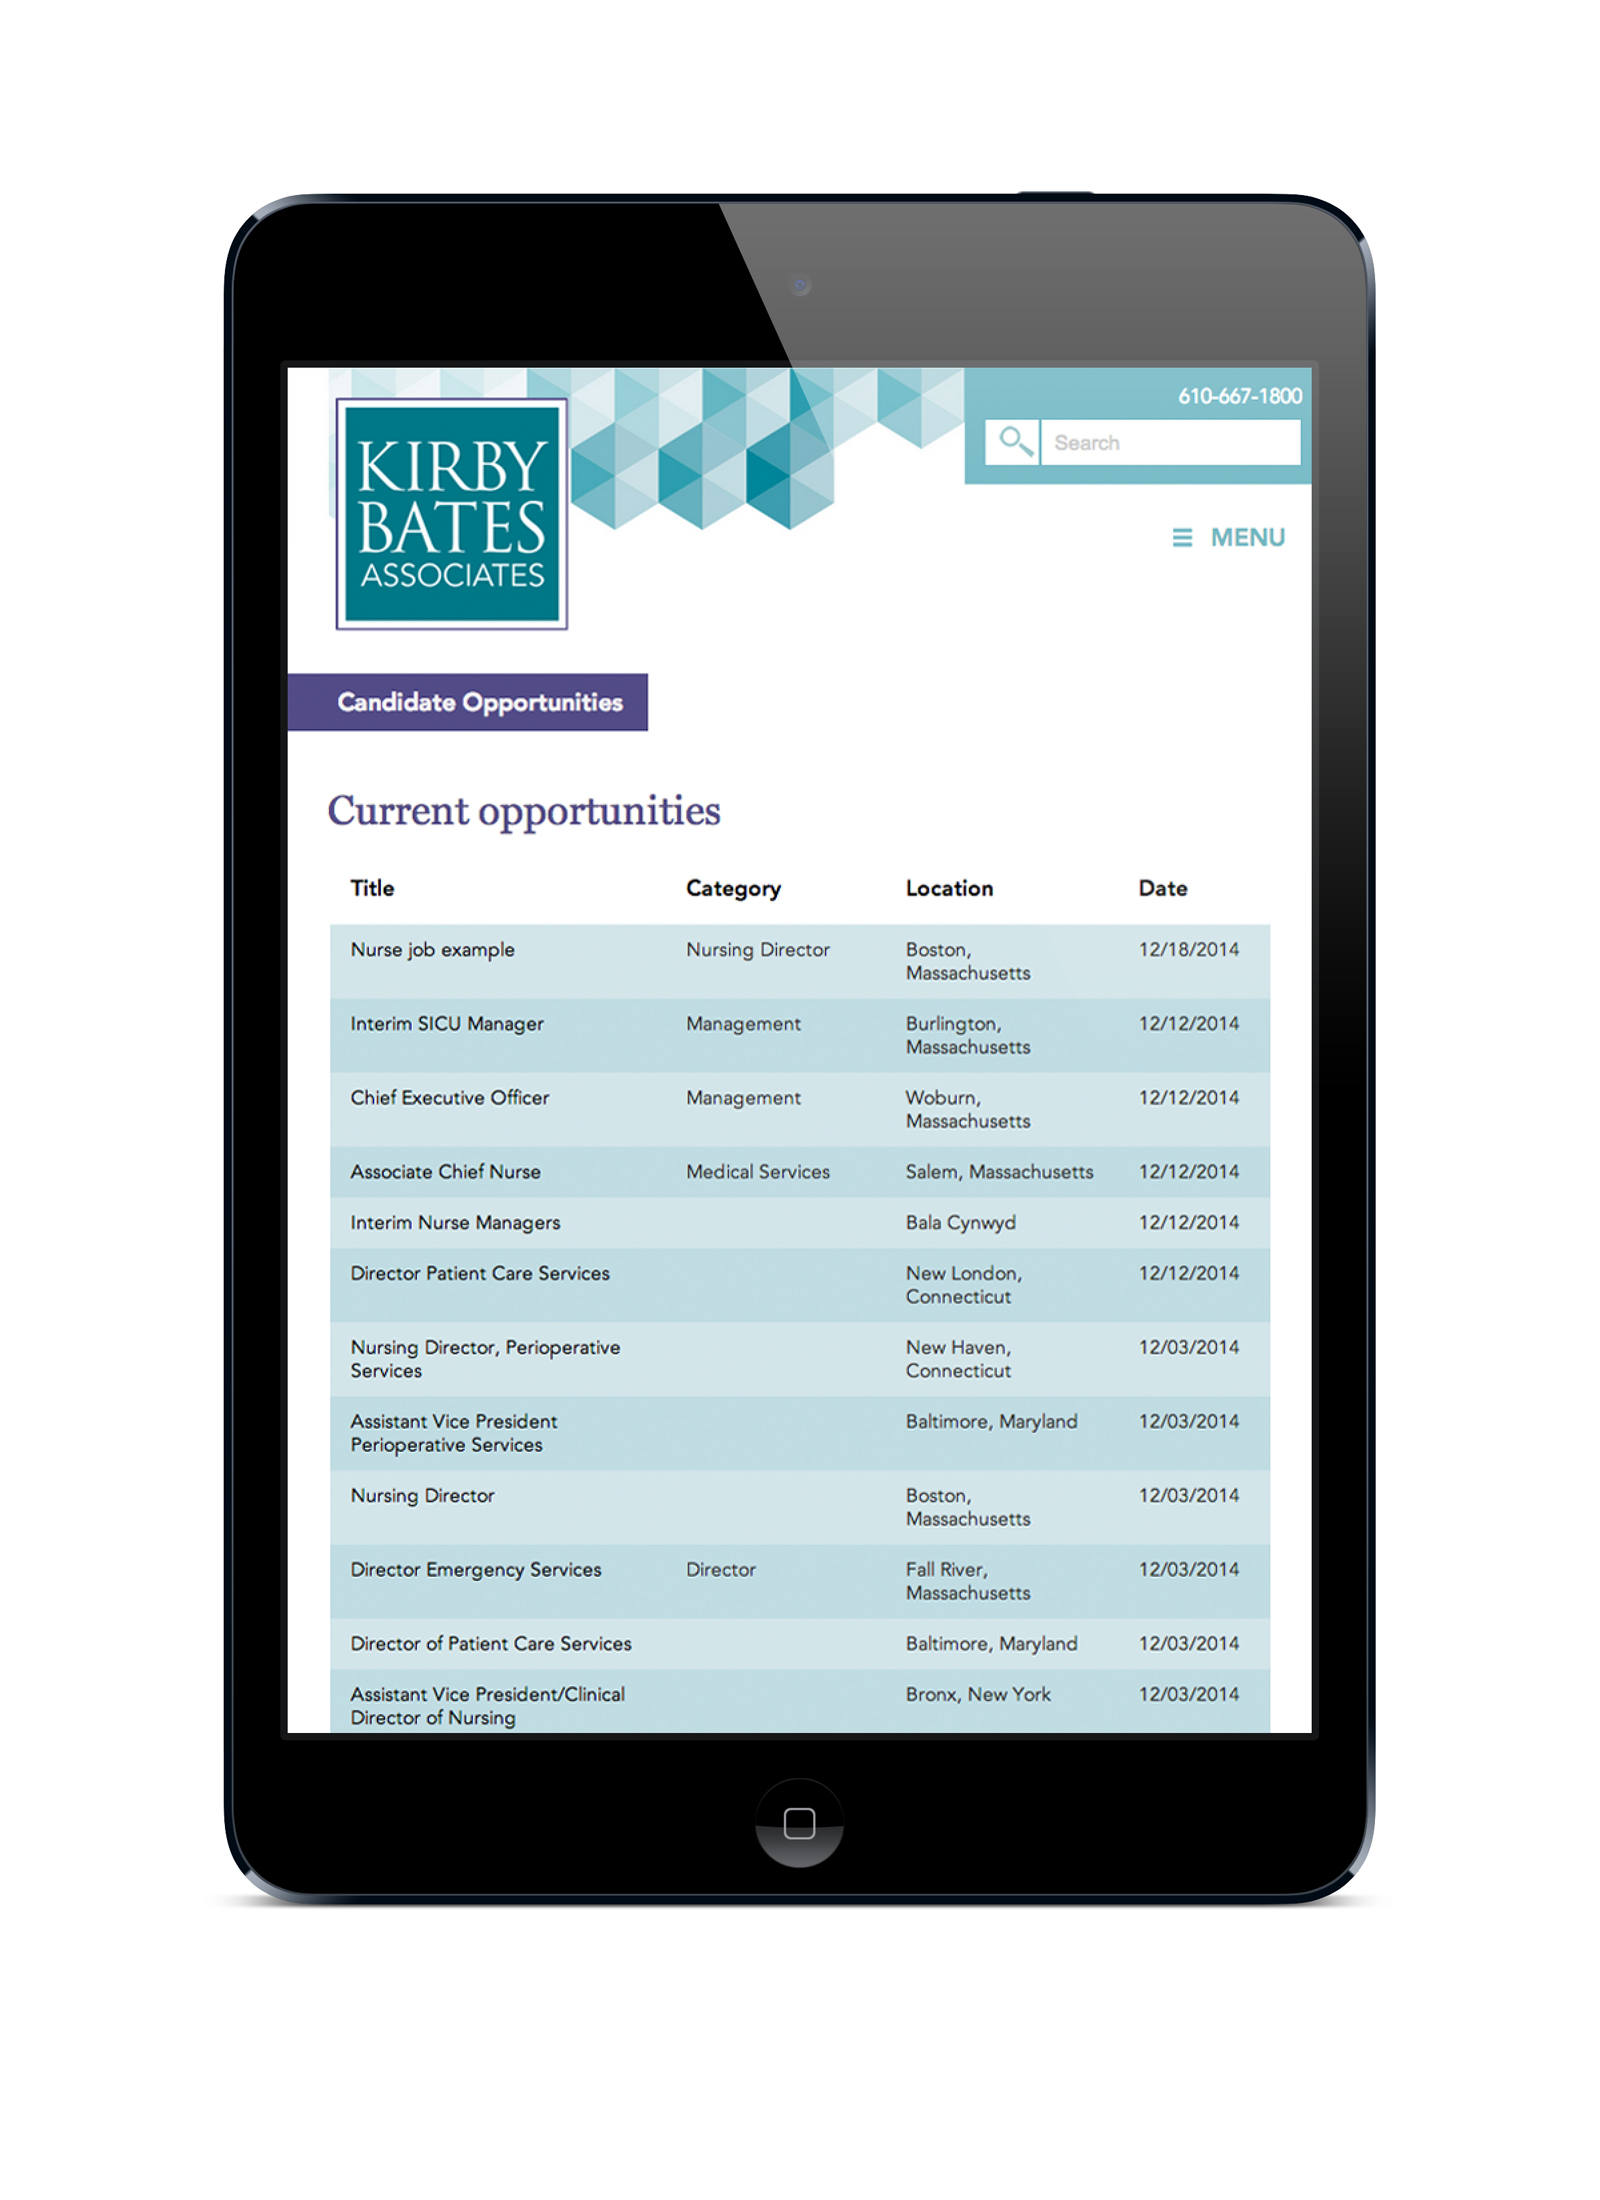 610-667-1800
Search
KIRBY
BATES
ASSOCIATES
MENU
Candidate Opportunities
Current opportunities
Title Category Location Date
Nurse job example Nursing Director Boston, 12/18/2014
Massachusetts
Interim SICU Manager Management Burlington, 12/12/2014
Massachusetts
Chief Executive Officer Management Woburn, 12/12/2014
Massachusetts
Associate Chief Nurse Medical Services Salem, Massachusetts 12/12/2014
Interim Nurse Managers Bala Cynwyd 12/12/2014
Director Patient Care Services New London, 12/12/2014
Connecticut
Nursing Director, Perioperative New Haven, 12/03/2014
Services Connecticut
Assistant Vice President Baltimore, Maryland 12/03/2014
Perioperative Services
Nursing Director Boston, 12/03/2014
Massachusetts
Director Emergency Services Director Fall River, 12/03/2014
Massachusetts
Director of Patient Care Services Baltimore, Maryland 12/03/2014
Assistant Vice President/Clinical Bronx, New York 12/03/2014
Director of Nursing